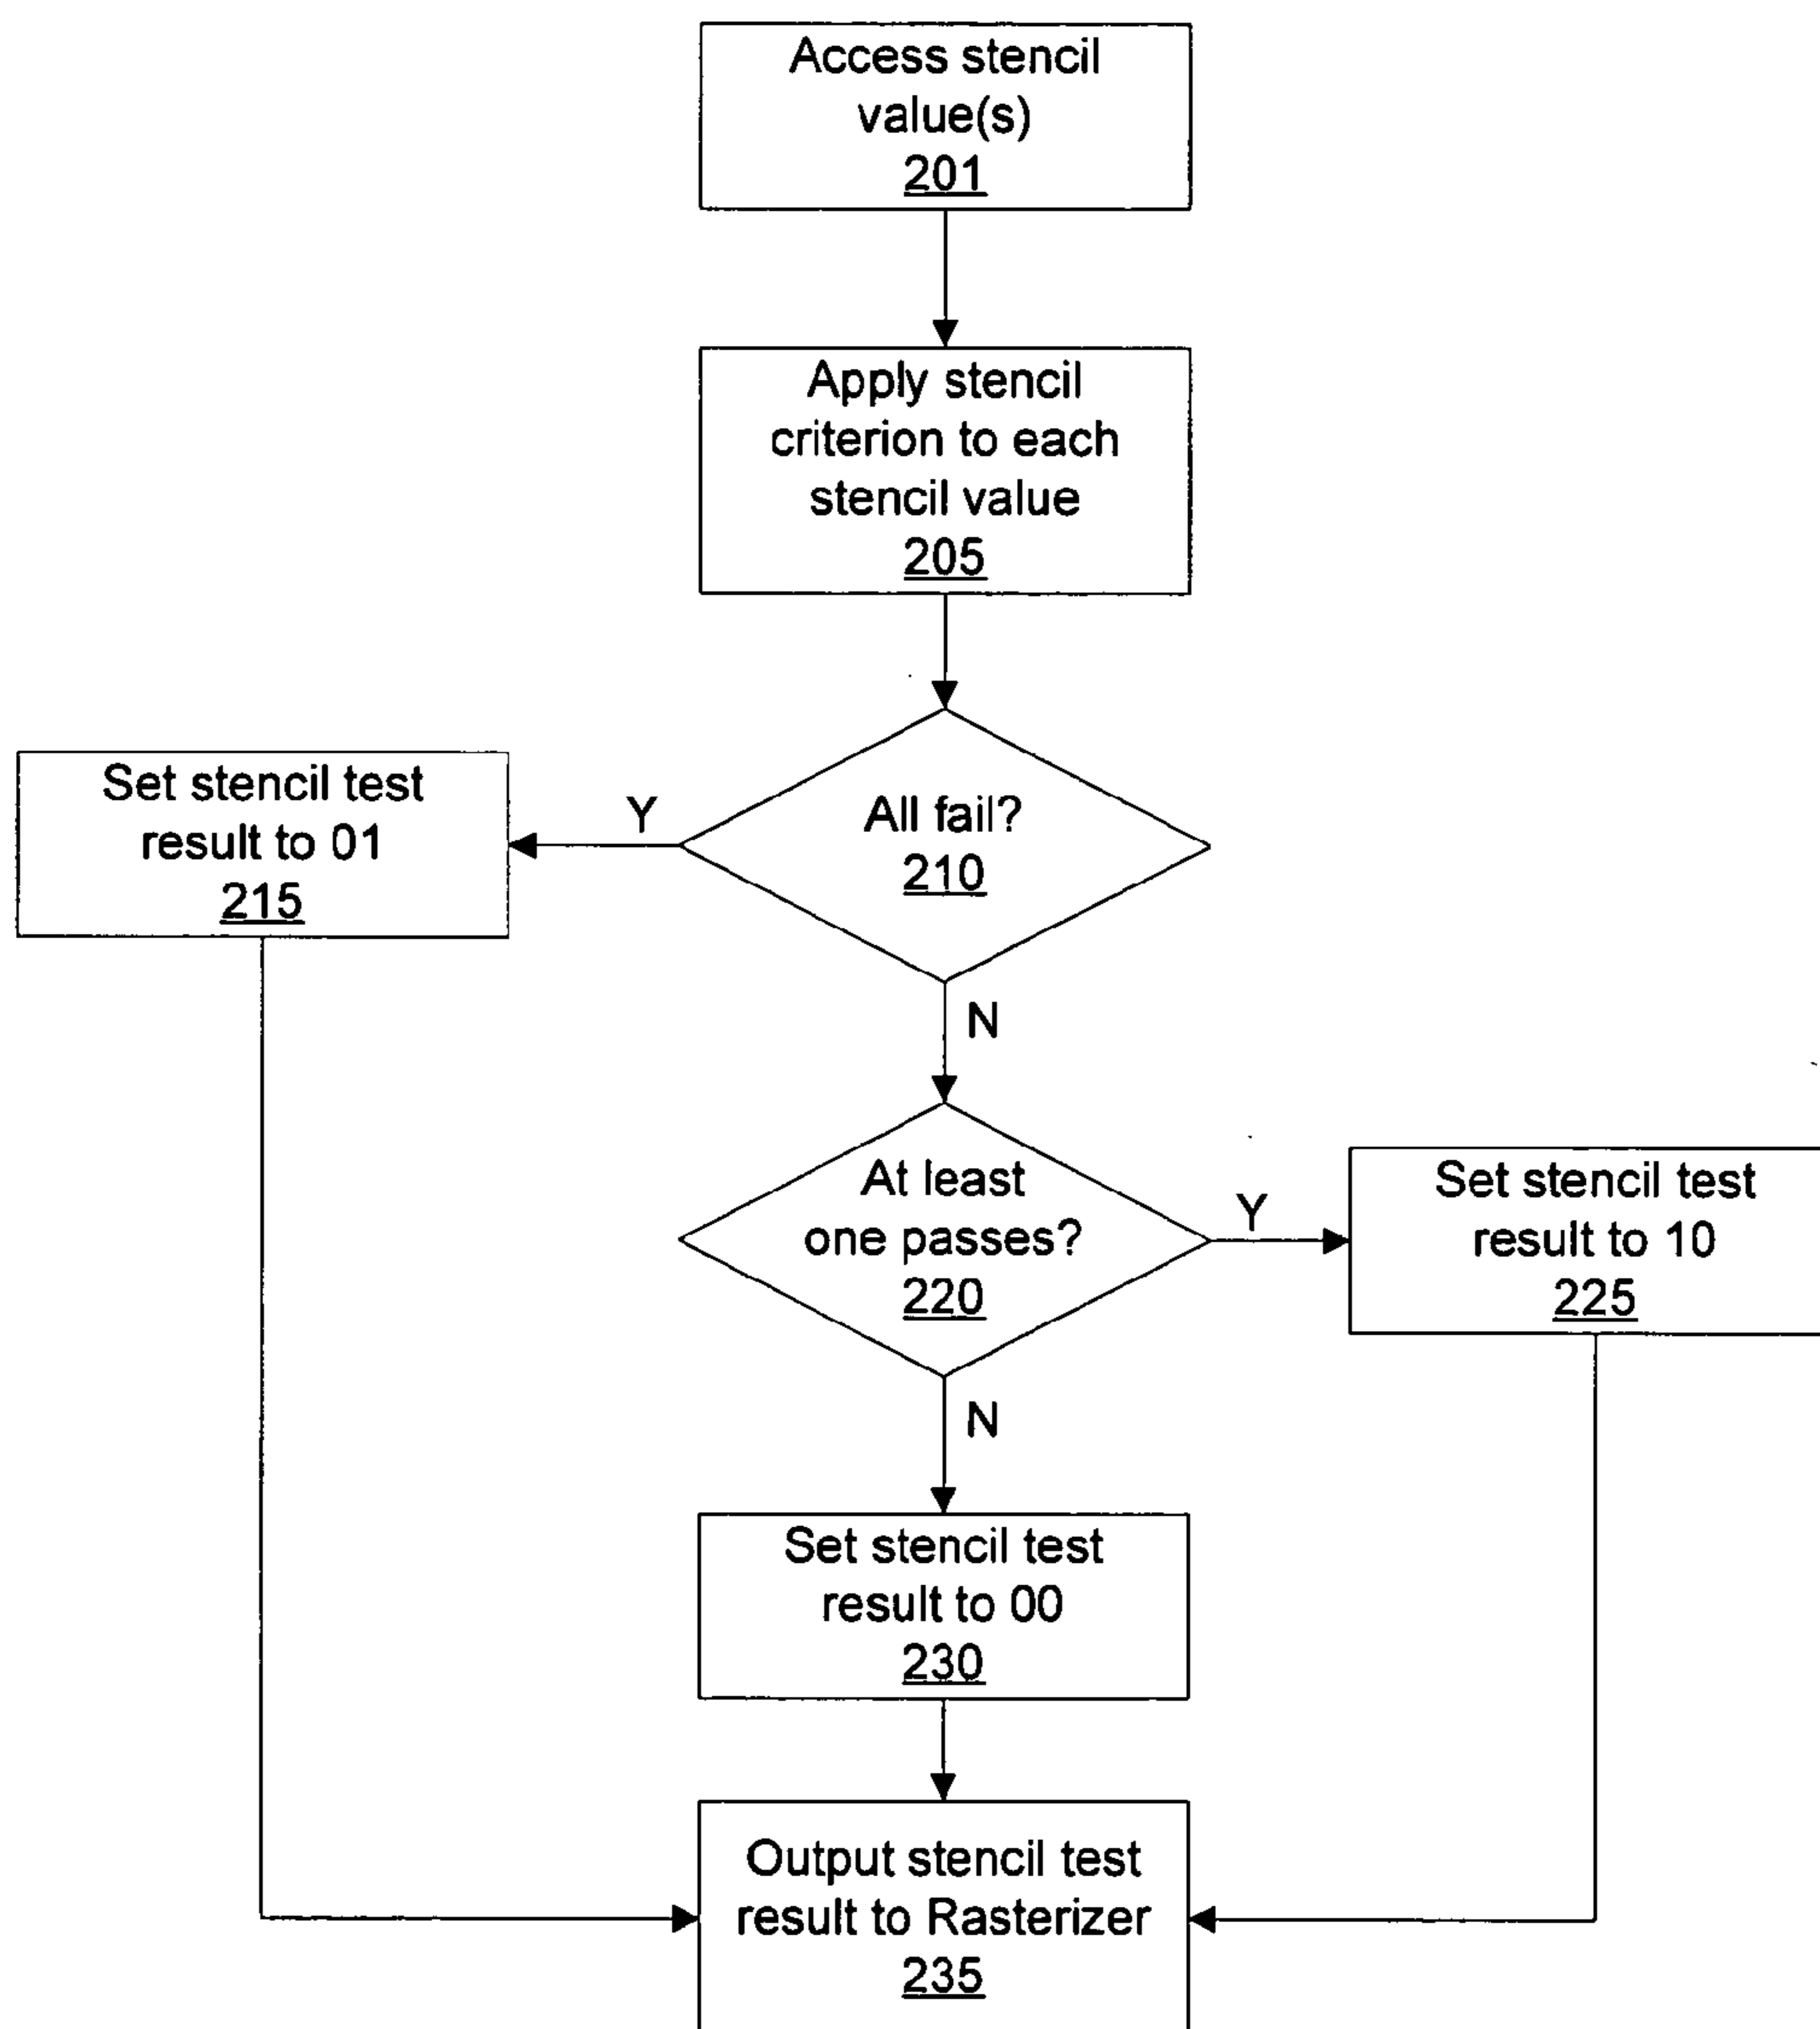 Access stencil
value(s)
201
Apply stencil
criterion to each
stencil value
205
All fail?
210
Y
Set stencil test
result to 01
215
N
At least
one passes?
220
Y
Set stencil test
result to 10
225
N
Set stencil test
result to 00
230
Output stencil test
result to Rasterizer
235